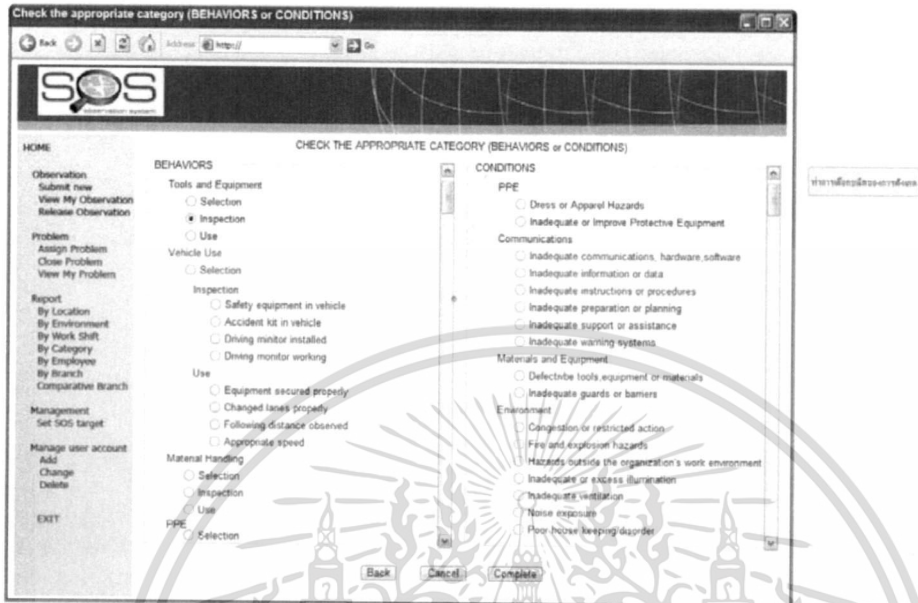 Check the appropriate category (BEHAVIORS or CONDITIONS)
Back
Address
http://
Go
SOS
observation system
CHECK THE APPROPRIATE CATEGORY (BEHAVIORS or CONDITIONS)
HOME
Observation
Submit new
View My Observation
Release Observation
Problem
Assign Problem
Close Problem
View My Problem
Report
By Location
By Environment
By Work Shift
By Category
By Employee
By Branch
Comparative Branch
Management
Set SOS target
Manage user account
Add
Change
Delete
EXIT
BEHAVIORS
Tools and Equipment
Selection
Inspection
Use
Vehicle Use
Selection
Inspection
Safety equipment in vehicle
Accident kit in vehicle
Driving minitor installed
Driving monitor working
Use
Equipment secured properly
Changed lanes properly
Following distance observed
Appropriate speed
Material Handling
Selection
Inspection
Use
PPE
Selection
CONDITIONS
PPE
Dress or Apparel Hazards
Inadequate or Improve Protective Equipment
Communications
Inadequate communications, hardware,software
Inadequate information or data
Inadequate instructions or procedures
Inadequate preparation or planning
Inadequate support or assistance
Inadequate warning systems
Materials and Equipment
Defectnbe tools,equipment or materials
Inadequate guards or barriers
Environment
Congestion or restricted action
Fire and explosion hazards
Hazards outside the organization's work environment
Inadequate or excess illumination
Inadequate ventilation
Noise exposure
Poor house keeping/disorder
Back
Cancel
Complete